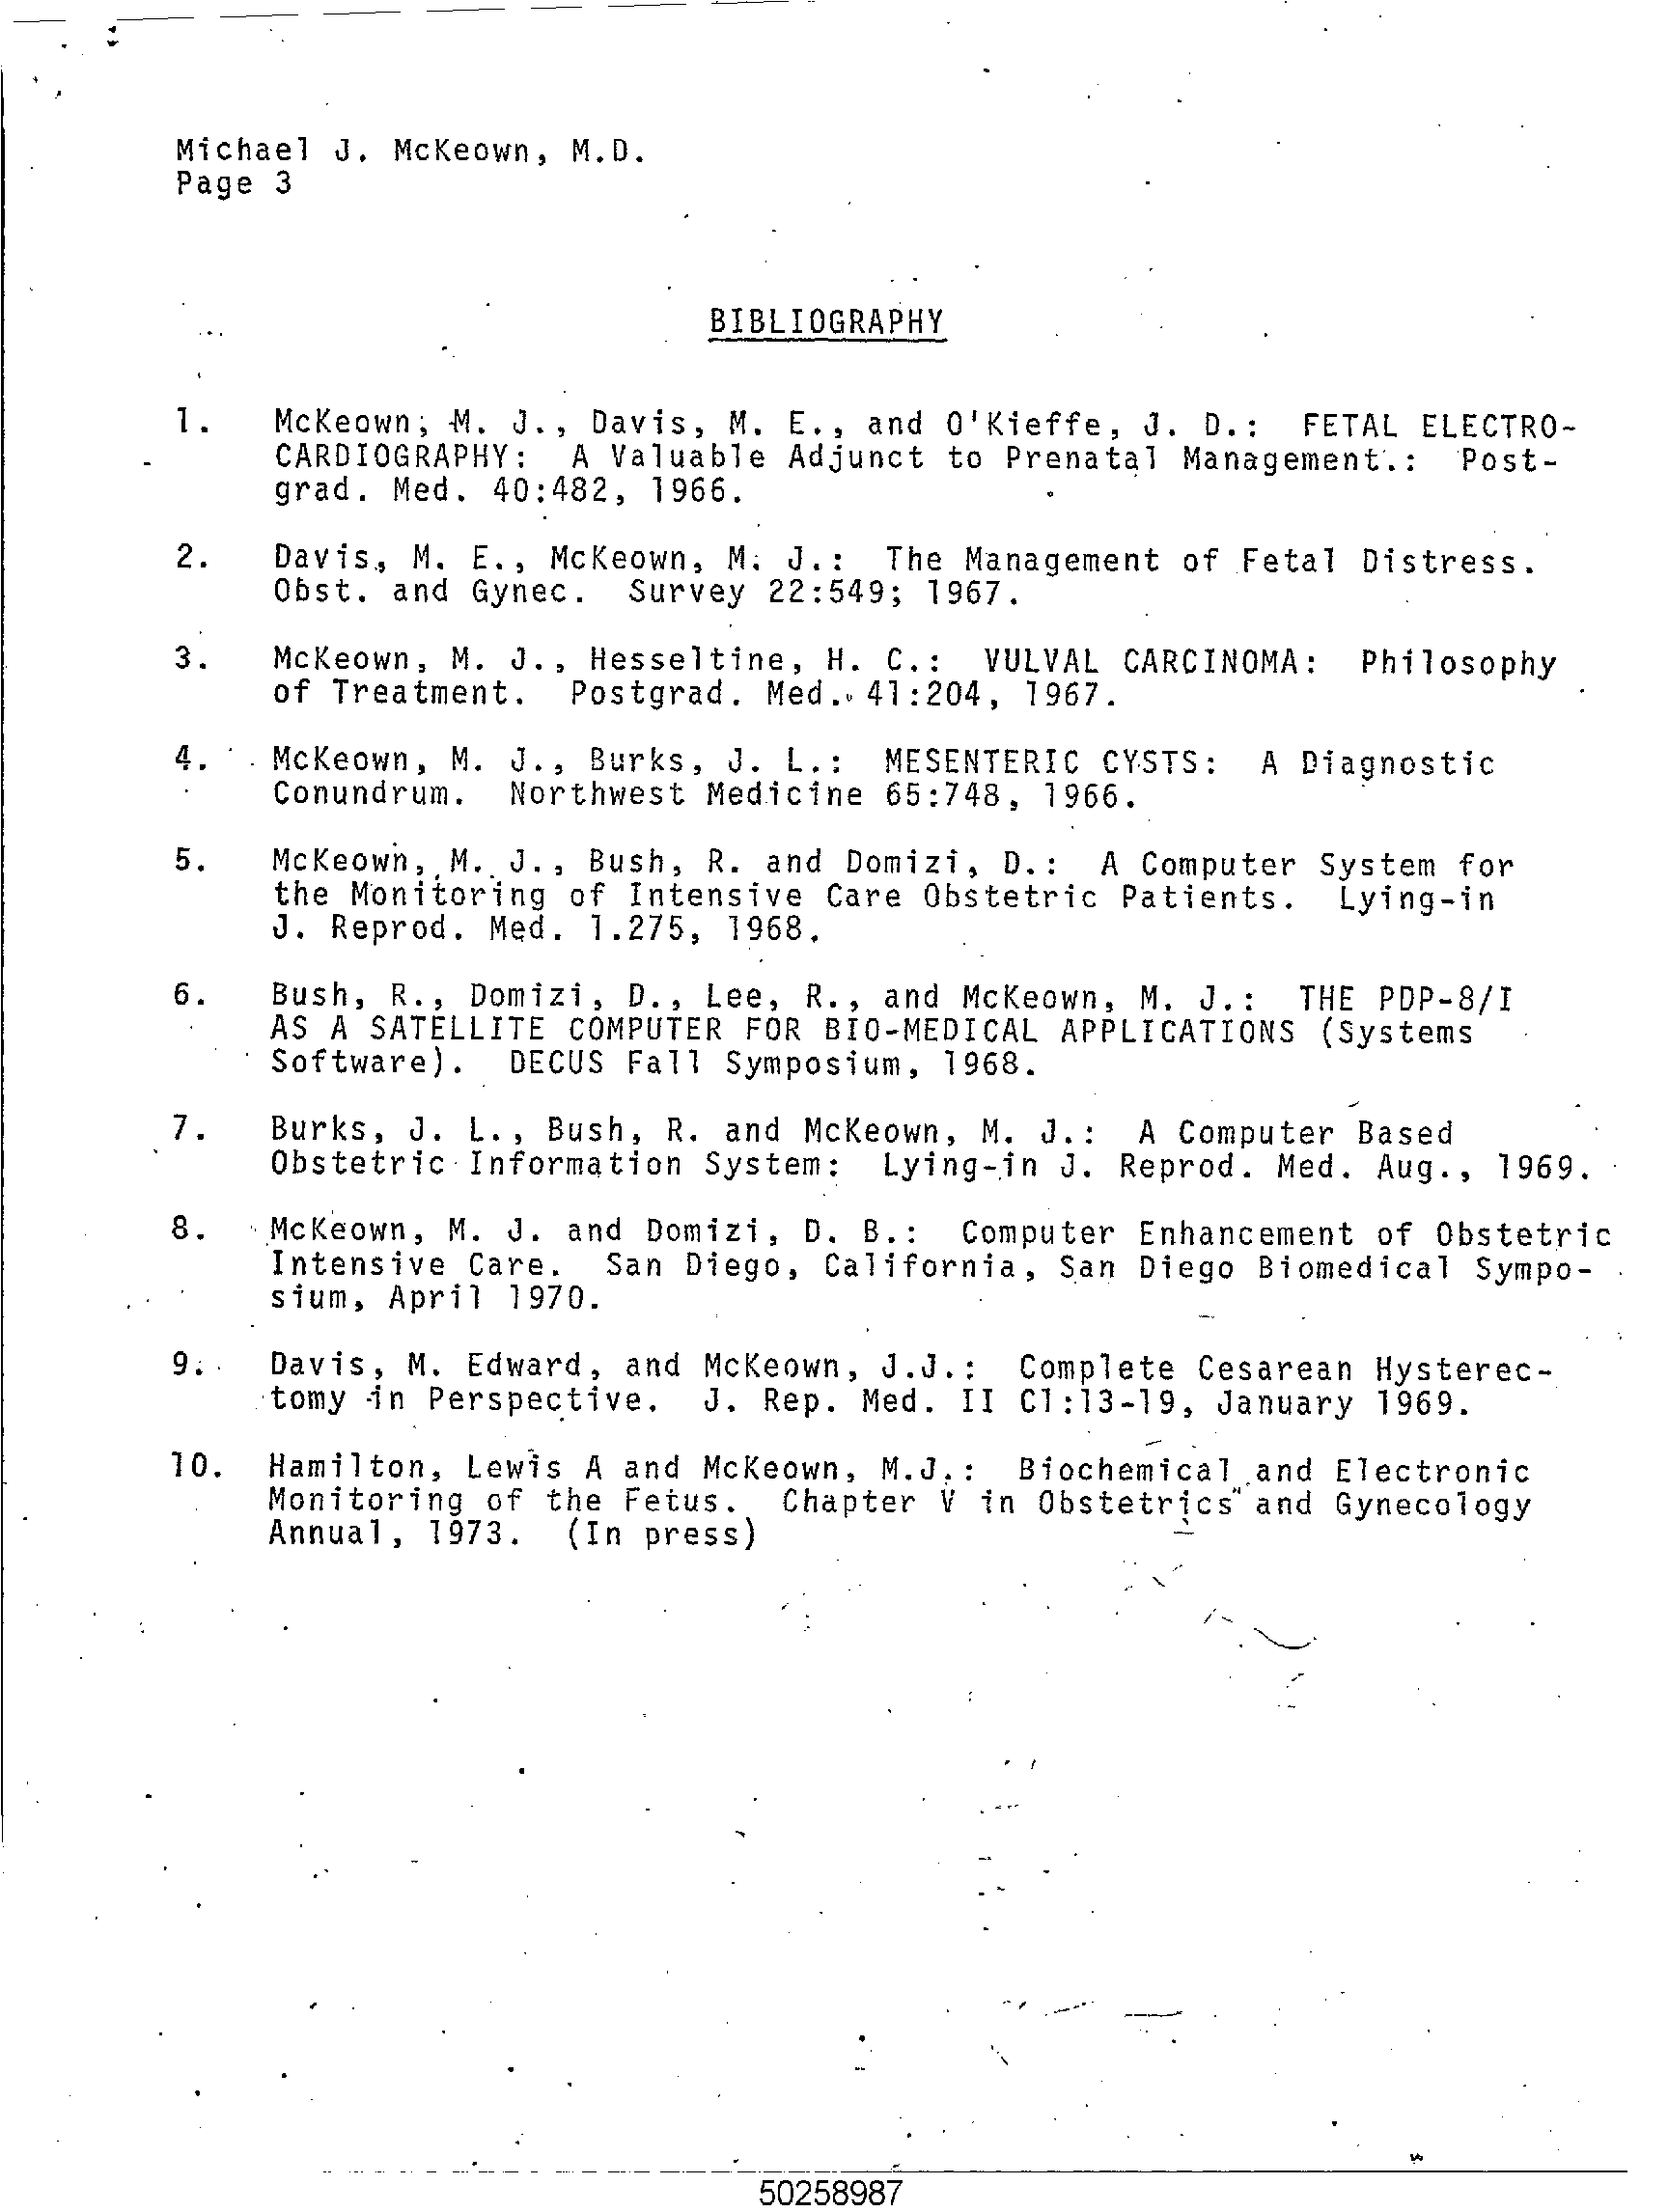 Michael J. McKeown, M.D.
Page 3
BIBLIOGRAPHY
1. McKeown, M. J., Davis, M. E., and O'Kieffe, J. D.: FETAL ELECTRO-
CARDIOGRAPHY: A Valuable Adjunct to Prenatal Management.: Post-
grad. Med. 40:482, 1966.
2. Davis, M. E., McKeown, M. J.: The Management of Fetal Distress.
Obst. and Gynec. Survey 22:549; 1967.
3. McKeown, M. J., Hesseltine, H. C.: VULVAL CARCINOMA: Philosophy
of Treatment. Postgrad. Med. 41:204, 1967.
4. McKeown, M. J., Burks, J. L.: MESENTERIC CYSTS: A Diagnostic
Conundrum. Northwest Medicine 65:748, 1966.
5. McKeown, M. J., Bush, R. and Domizi, D.: A Computer System for
the Monitoring of Intensive Care Obstetric Patients. Lying-in
J. Reprod. Med. 1.275, 1968.
6. Bush, R., Domizi, D., Lee, R., and McKeown, M. J.: THE PDP-8/I
AS A SATELLITE COMPUTER FOR BIO-MEDICAL APPLICATIONS (Systems
Software). DECUS Fall Symposium, 1968.
7. Burks, J. L., Bush, R. and McKeown, M. J.: A Computer Based
Obstetric Information System: Lying-in J. Reprod. Med. Aug., 1969.
8. McKeown, M. J. and Domizi, D. B.: Computer Enhancement of Obstetric
Intensive Care. San Diego, California, San Diego Biomedical Sympo-
sium, April 1970.
9. Davis, M. Edward, and McKeown, J.J.: Complete Cesarean Hysterec-
tomy in Perspective. J. Rep. Med. II C1:13-19, January 1969.
10. Hamilton, Lewis A and McKeown, M.J.: Biochemical and Electronic
Monitoring of the Fetus. Chapter V in Obstetrics and Gynecology
Annual, 1973. (In press)
50258987